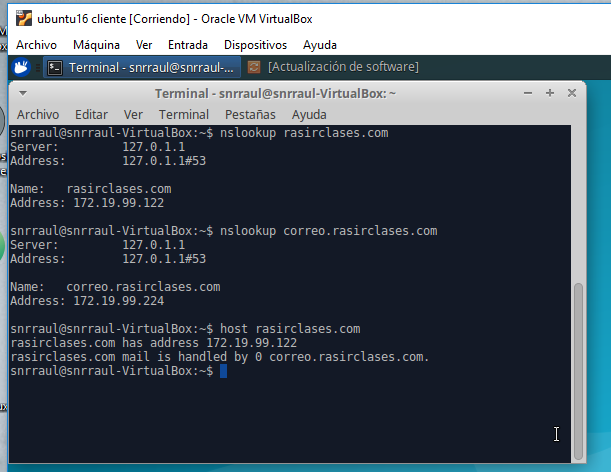 ubuntu16 cliente [Corriendo] - Oracle VM VirtualBox
Archivo Máquina Ver Entrada Dispositivos Ayuda
Terminal - snrraul@snrraul-... [Actualización de software]
Terminal - snrraul@snrraul-VirtualBox: ~
Archivo Editar Ver Terminal Pestañas Ayuda
snrraul@snrraul-VirtualBox:~$ nslookup rasirclases.com
Server: 127.0.1.1
Address: 127.0.1.1#53
Name: rasirclases.com
Address: 172.19.99.122
snrraul@snrraul-VirtualBox:~$ nslookup correo.rasirclases.com
Server: 127.0.1.1
Address: 127.0.1.1#53
Name: correo.rasirclases.com
Address: 172.19.99.224
snrraul@snrraul-VirtualBox:~$ host rasirclases.com
rasirclases.com has address 172.19.99.122
rasirclases.com mail is handled by 0 correo.rasirclases.com.
snrraul@snrraul-VirtualBox:~$